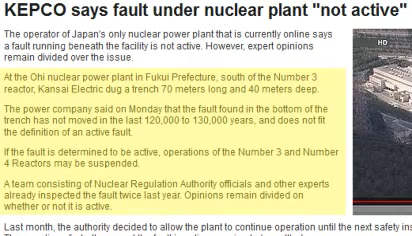 KEPCO says fault under nuclear plant "not active"
The operator of Japan's only nuclear power plant that is currently online says
a fault running beneath the facility is not active. However, expert opinions
remain divided over the issue.
HD
At the Ohi nuclear power plant in Fukui Prefecture, south of the Number 3
reactor, Kansai Electric dug a trench 70 meters long and 40 meters deep.
The power company said on Monday that the fault found in the bottom of the
trench has not moved in the last 120,000 to 130,000 years, and does not fit
the definition of an active fault.
If the fault is determined to be active, operations of the Number 3 and Number
4 Reactors may be suspended.
A team consisting of Nuclear Regulation Authority officials and other experts
already inspected the fault twice last year. Opinions remain divided on
whether or not it is active.
Last month, the authority decided to allow the plant to continue operation until the next safety ins